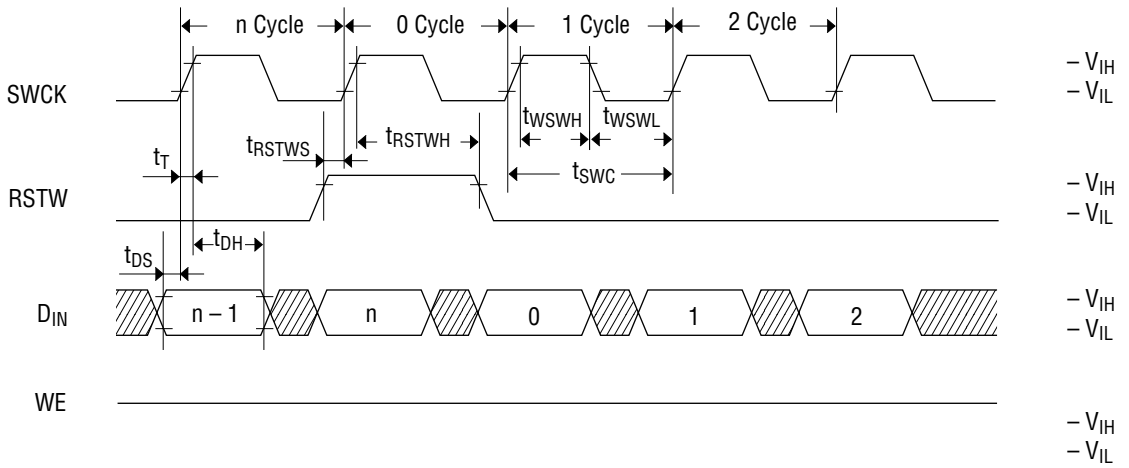 n Cycle 0 Cycle 1 Cycle 2 Cycle
SWCK
– VIH
– VIL
tWSWH tWSWL
tRSTWS tRSTWH
tT
tSWC
RSTW
– VIH
– VIL
tDH
tDS
DIN
n – 1 n 0 1 2
– VIH
– VIL
WE
– VIH
– VIL